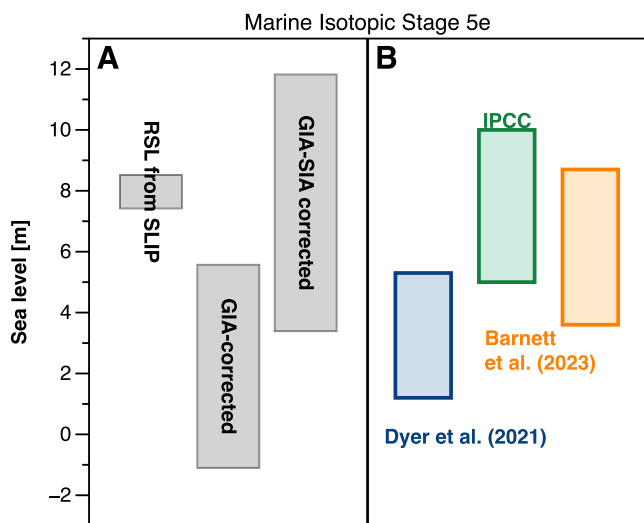 Marine Isotopic Stage 5e
A
B
Sea level [m]
12
10
8
6
4
2
0
−2
RSL from SLIP
GIA-corrected
GIA-SIA corrected
IPCC
Barnett
et al. (2023)
Dyer et al. (2021)